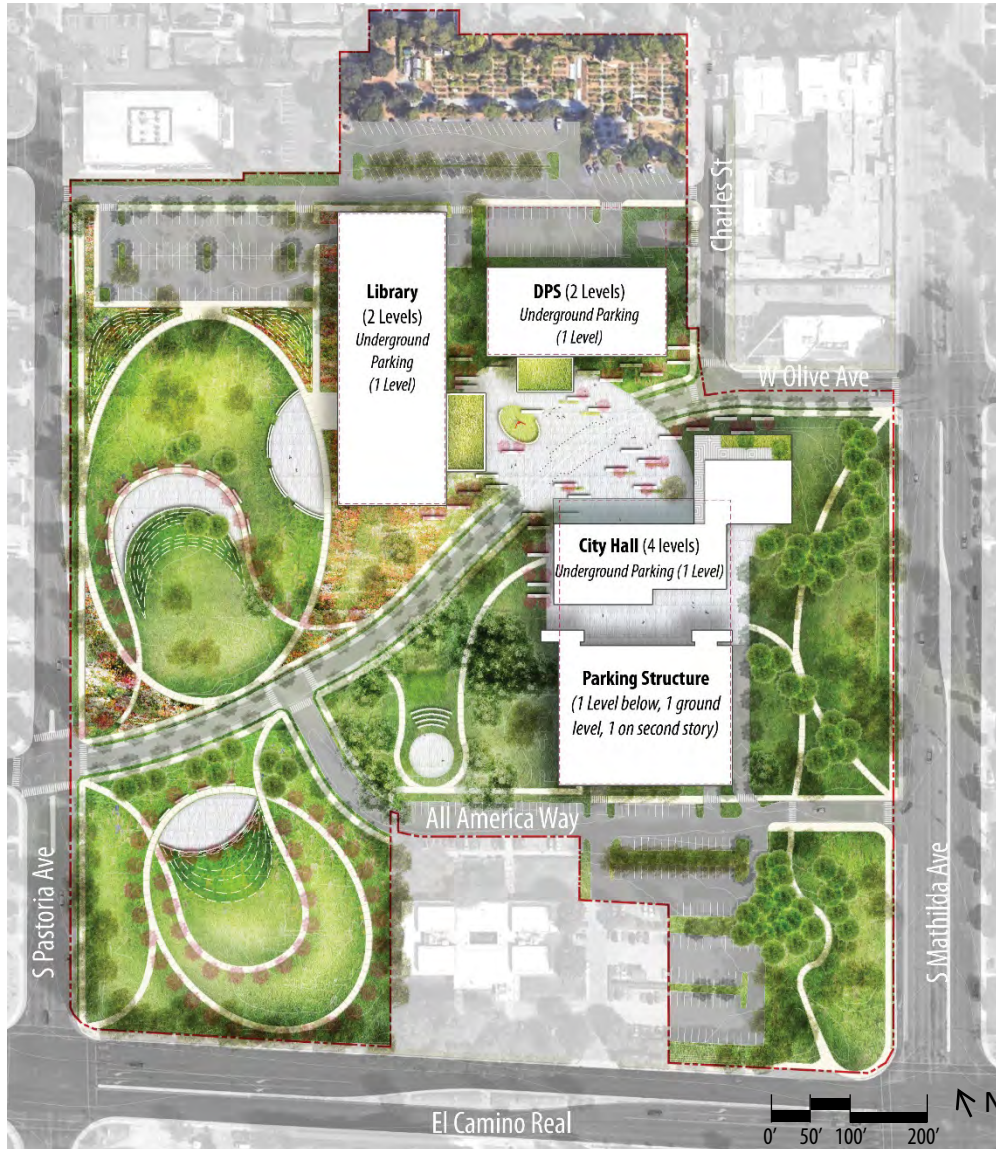 Charles St
Library
(2 Levels)
Underground
Parking
(1 Level)
DPS (2 Levels)
Underground Parking
(1 Level)
W Olive Ave
City Hall (4 levels)
Underground Parking (1 Level)
Parking Structure
(1 Level below, 1 ground
level, 1 on second story)
All America Way
S Pastoria Ave
S Mathilda Ave
El Camino Real
N
0' 50' 100' 200'